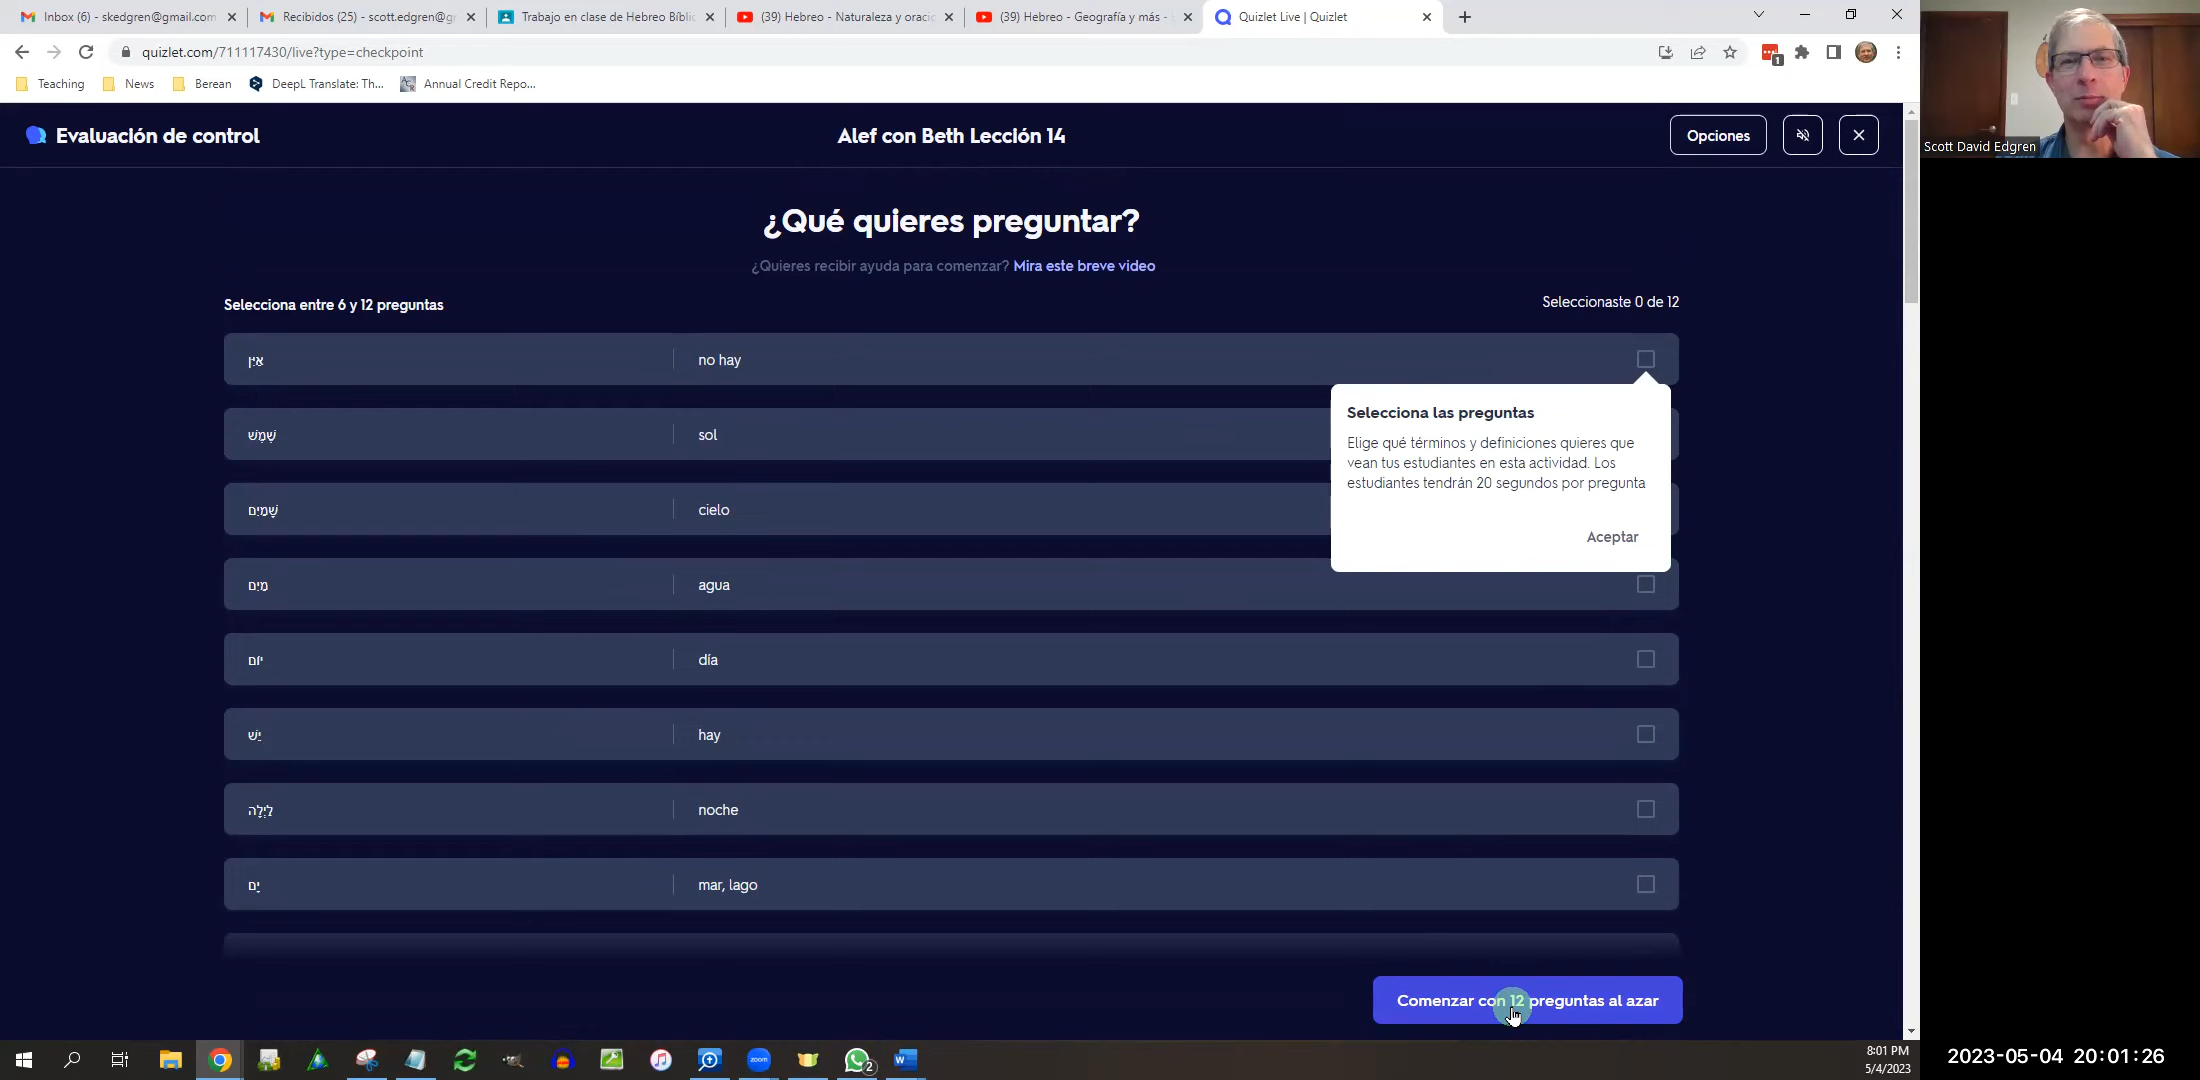 Inbox (6) - skedgren@gmail.com
Recibidos (25) - scott.edgren@gr
Trabajo en clase de Hebreo Bíblic
(39) Hebreo - Naturaleza y oracio
(39) Hebreo - Geografía y más -
Quizlet Live | Quizlet
quizlet.com/711117430/live?type=checkpoint
1
Teaching
News
Berean
DeepL Translate: Th...
Annual Credit Repo...
Scott David Edgren
Evaluación de control
Alef con Beth Lección 14
Opciones
¿Qué quieres preguntar?
¿Quieres recibir ayuda para comenzar? Mira este breve video
Selecciona entre 6 y 12 preguntas
Seleccionaste 0 de 12
אַיִן
no hay
שֶׁמֶשׁ
sol
שָׁמַיִם
cielo
מַיִם
agua
יוֹם
día
יֵשׁ
hay
לַיְלָה
noche
יָם
mar, lago
Selecciona las preguntas
Elige qué términos y definiciones quieres que
vean tus estudiantes en esta actividad. Los
estudiantes tendrán 20 segundos por pregunta
Aceptar
Comenzar con 12 preguntas al azar
zoom
2
8:01 PM
5/4/2023
2023-05-04 20:01:26